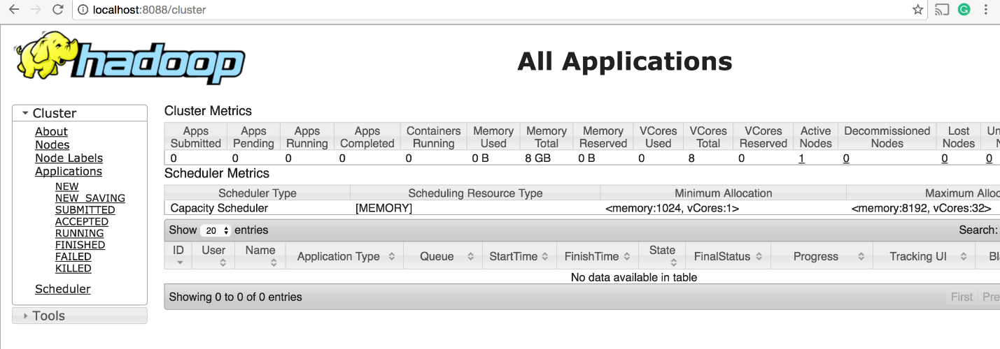 localhost:8088/cluster
hadoop
All Applications
Cluster
About
Nodes
Node Labels
Applications
NEW
NEW_SAVING
SUBMITTED
ACCEPTED
RUNNING
FINISHED
FAILED
KILLED
Scheduler
Tools
Cluster Metrics
Apps Submitted Apps Pending Apps Running Apps Completed Containers Running Memory Used Memory Total Memory Reserved VCores Used VCores Total VCores Reserved Active Nodes Decommissioned Nodes Lost Nodes
0 0 0 0 0 0 B 8 GB 0 B 0 8 0 1 0 0 0
Scheduler Metrics
Scheduler Type Scheduling Resource Type Minimum Allocation Maximum Alloc
Capacity Scheduler [MEMORY] <memory:1024, vCores:1> <memory:8192, vCores:32>
Show 20 entries Search:
ID User Name Application Type Queue StartTime FinishTime State FinalStatus Progress Tracking UI Bl
No data available in table
Showing 0 to 0 of 0 entries First Pre